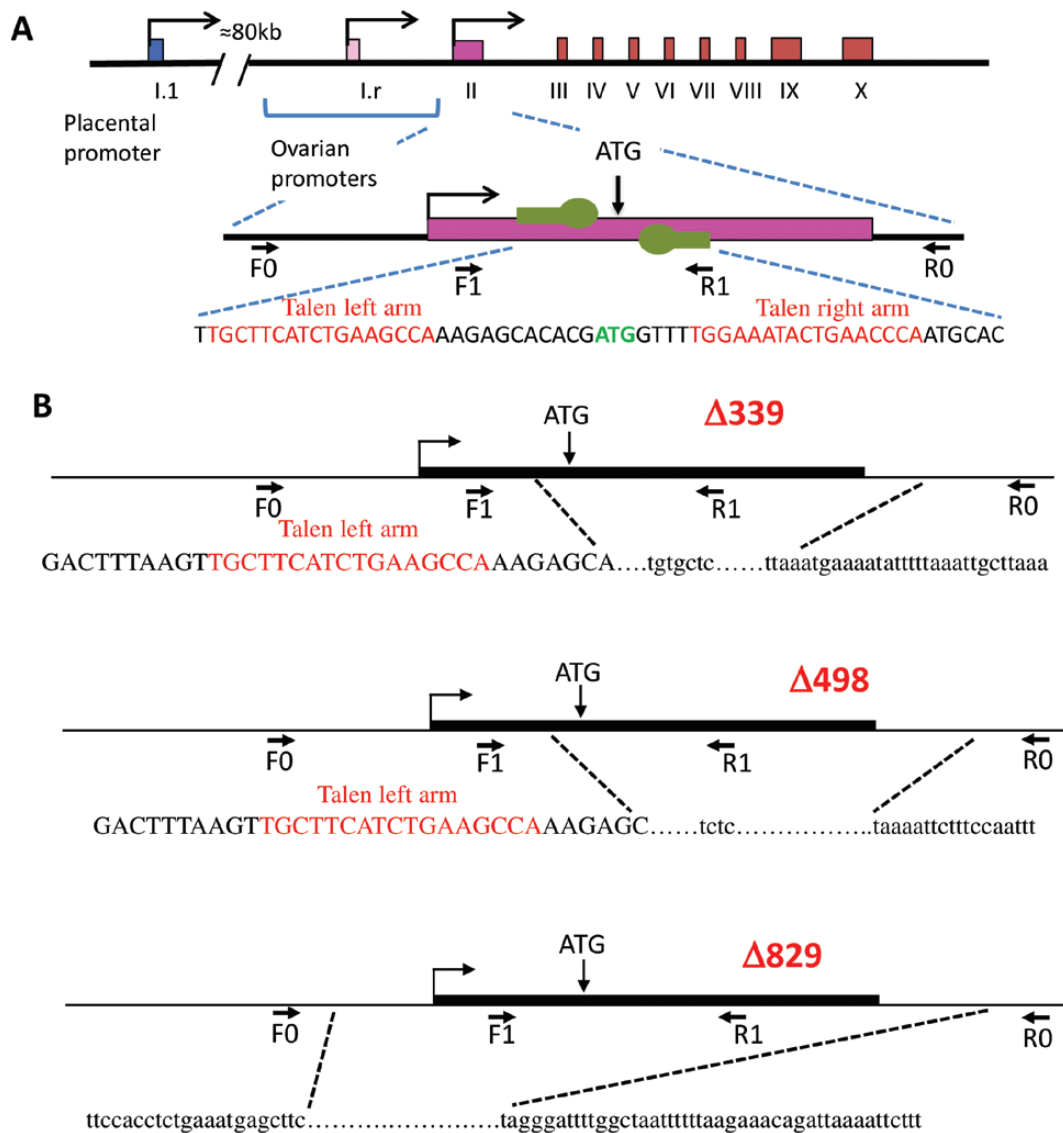 A
≈80kb
I.1 I.r II III IV V VI VII VIII IX X
Placental promoter
Ovarian promoters
ATG
F0 F1 R1 R0
Talen left arm Talen right arm
TTGCTTCATCTGAAGCCAAAGAGCACACGATGGTTTTGGAAATACTGAACCCAATGCAC
B
Δ339
ATG
F0 F1 R1 R0
Talen left arm
GACTTTAAGTTGCTTCATCTGAAGCCAAAGAGCA....tgtgctc......ttaaatgaaaatatttttaaattgcttaaa
Δ498
ATG
F0 F1 R1 R0
Talen left arm
GACTTTAAGTTGCTTCATCTGAAGCCAAAGAGC......tctc.................taaaattctttccaattt
Δ829
ATG
F0 F1 R1 R0
ttccacctctgaaatgagcttc........................tagggattttggctaattttttaagaaacagattaaaattcttt